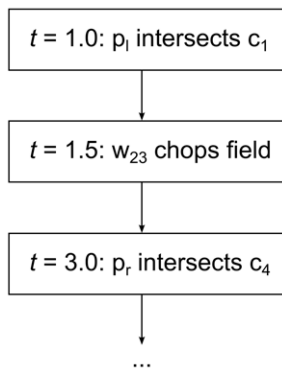 t = 1.0: pₗ intersects c₁
t = 1.5: w₂₃ chops field
t = 3.0: pᵣ intersects c₄
...